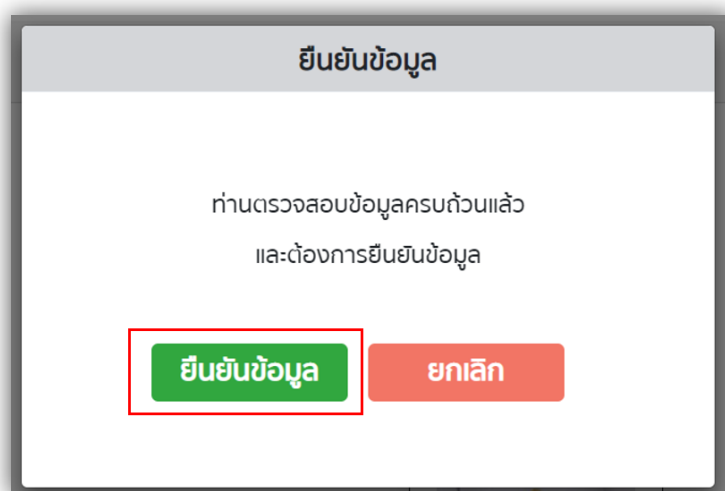 ยืนยันข้อมูล
ท่านตรวจสอบข้อมูลครบถ้วนแล้ว
และต้องการยืนยันข้อมูล
ยืนยันข้อมูล ยกเลิก